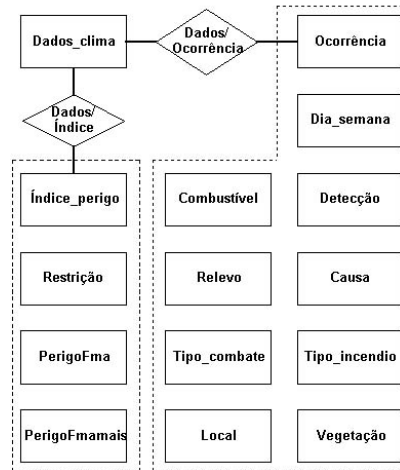 Dados_clima
Dados/
Ocorrência
Ocorrência
Dados/
Índice
Dia_semana
Índice_perigo
Combustível
Detecção
Restrição
Relevo
Causa
PerigoFma
Tipo_combate
Tipo_incendio
PerigoFmamais
Local
Vegetação